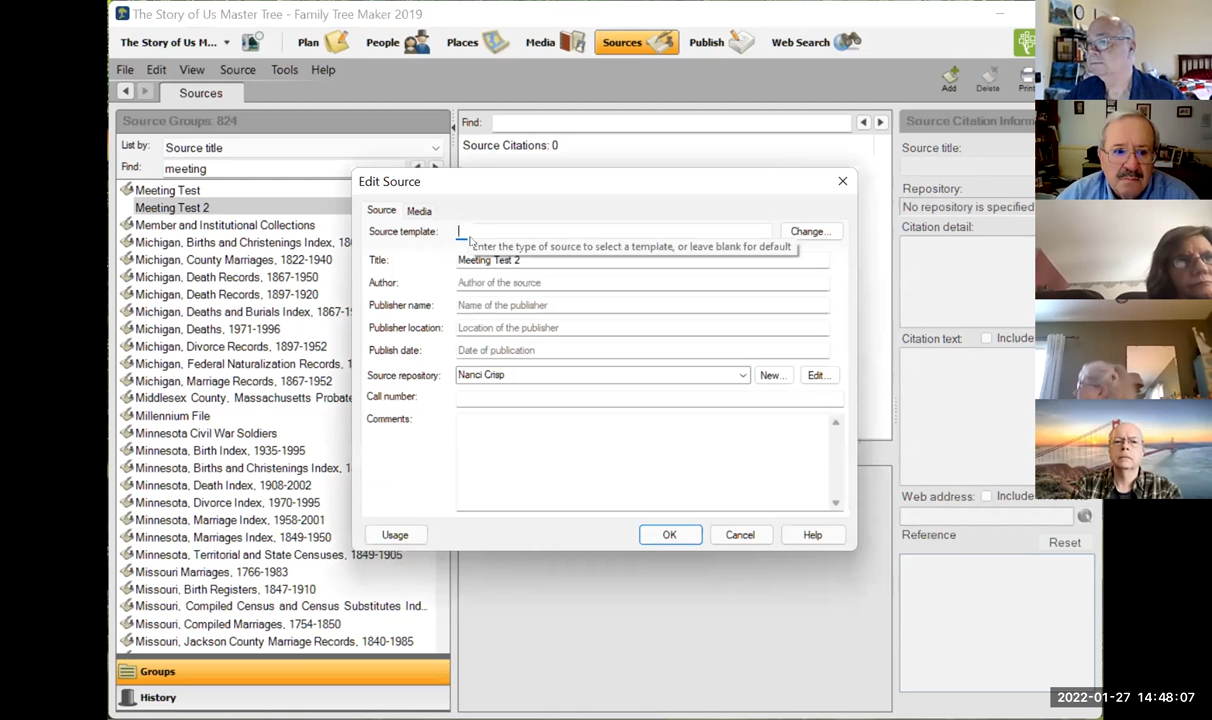 The Story of Us Master Tree - Family Tree Maker 2019
The Story of Us M... Plan People Places Media Sources Publish Web Search
File Edit View Source Tools Help
Add Delete Prin
Sources
Source Groups: 824
List by: Source title
Find: meeting
Meeting Test
Meeting Test 2
Member and Institutional Collections
Michigan, Births and Christenings Index, 18
Michigan, County Marriages, 1822-1940
Michigan, Death Records, 1867-1950
Michigan, Death Records, 1897-1920
Michigan, Deaths and Burials Index, 1867-1
Michigan, Deaths, 1971-1996
Michigan, Divorce Records, 1897-1952
Michigan, Federal Naturalization Records, 1
Michigan, Marriage Records, 1867-1952
Middlesex County, Massachusetts Probate
Millennium File
Minnesota Civil War Soldiers
Minnesota, Birth Index, 1935-1995
Minnesota, Births and Christenings Index, 1
Minnesota, Death Index, 1908-2002
Minnesota, Divorce Index, 1970-1995
Minnesota, Marriage Index, 1958-2001
Minnesota, Marriages Index, 1849-1950
Minnesota, Territorial and State Censuses, 1849-1905
Missouri Marriages, 1766-1983
Missouri, Birth Registers, 1847-1910
Missouri, Compiled Census and Census Substitutes Ind...
Missouri, Compiled Marriages, 1754-1850
Missouri, Jackson County Marriage Records, 1840-1985
Groups
History
Find:
Source Citations: 0
Edit Source
Source Media
Source template: Change...
Enter the type of source to select a template, or leave blank for default
Title: Meeting Test 2
Author: Author of the source
Publisher name: Name of the publisher
Publisher location: Location of the publisher
Publish date: Date of publication
Source repository: Nanci Crisp New... Edit...
Call number:
Comments:
Usage OK Cancel Help
Source Citation Inform
Source title:
Repository:
No repository is specified
Citation detail:
Citation text: Include
Web address: Include
Reference Reset
2022-01-27 14:48:07